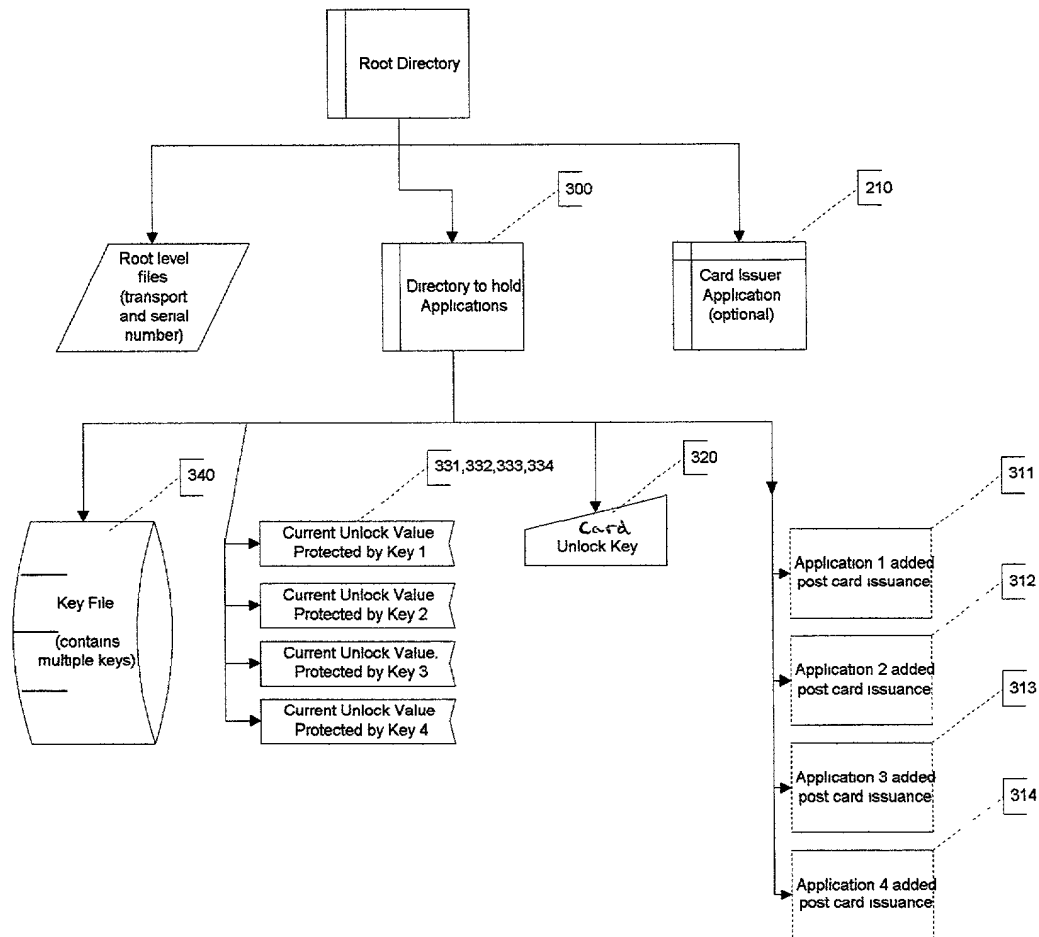 Root Directory
300
210
Root level
files
(transport
and serial
number)
Directory to hold
Applications
Card Issuer
Application
(optional)
340
331,332,333,334
320
311
Key File
(contains
multiple keys)
Current Unlock Value
Protected by Key 1
Current Unlock Value
Protected by Key 2
Current Unlock Value.
Protected by Key 3
Current Unlock Value
Protected by Key 4
Card
Unlock Key
Application 1 added
post card issuance
312
Application 2 added
post card issuance
313
Application 3 added
post card issuance
314
Application 4 added
post card issuance